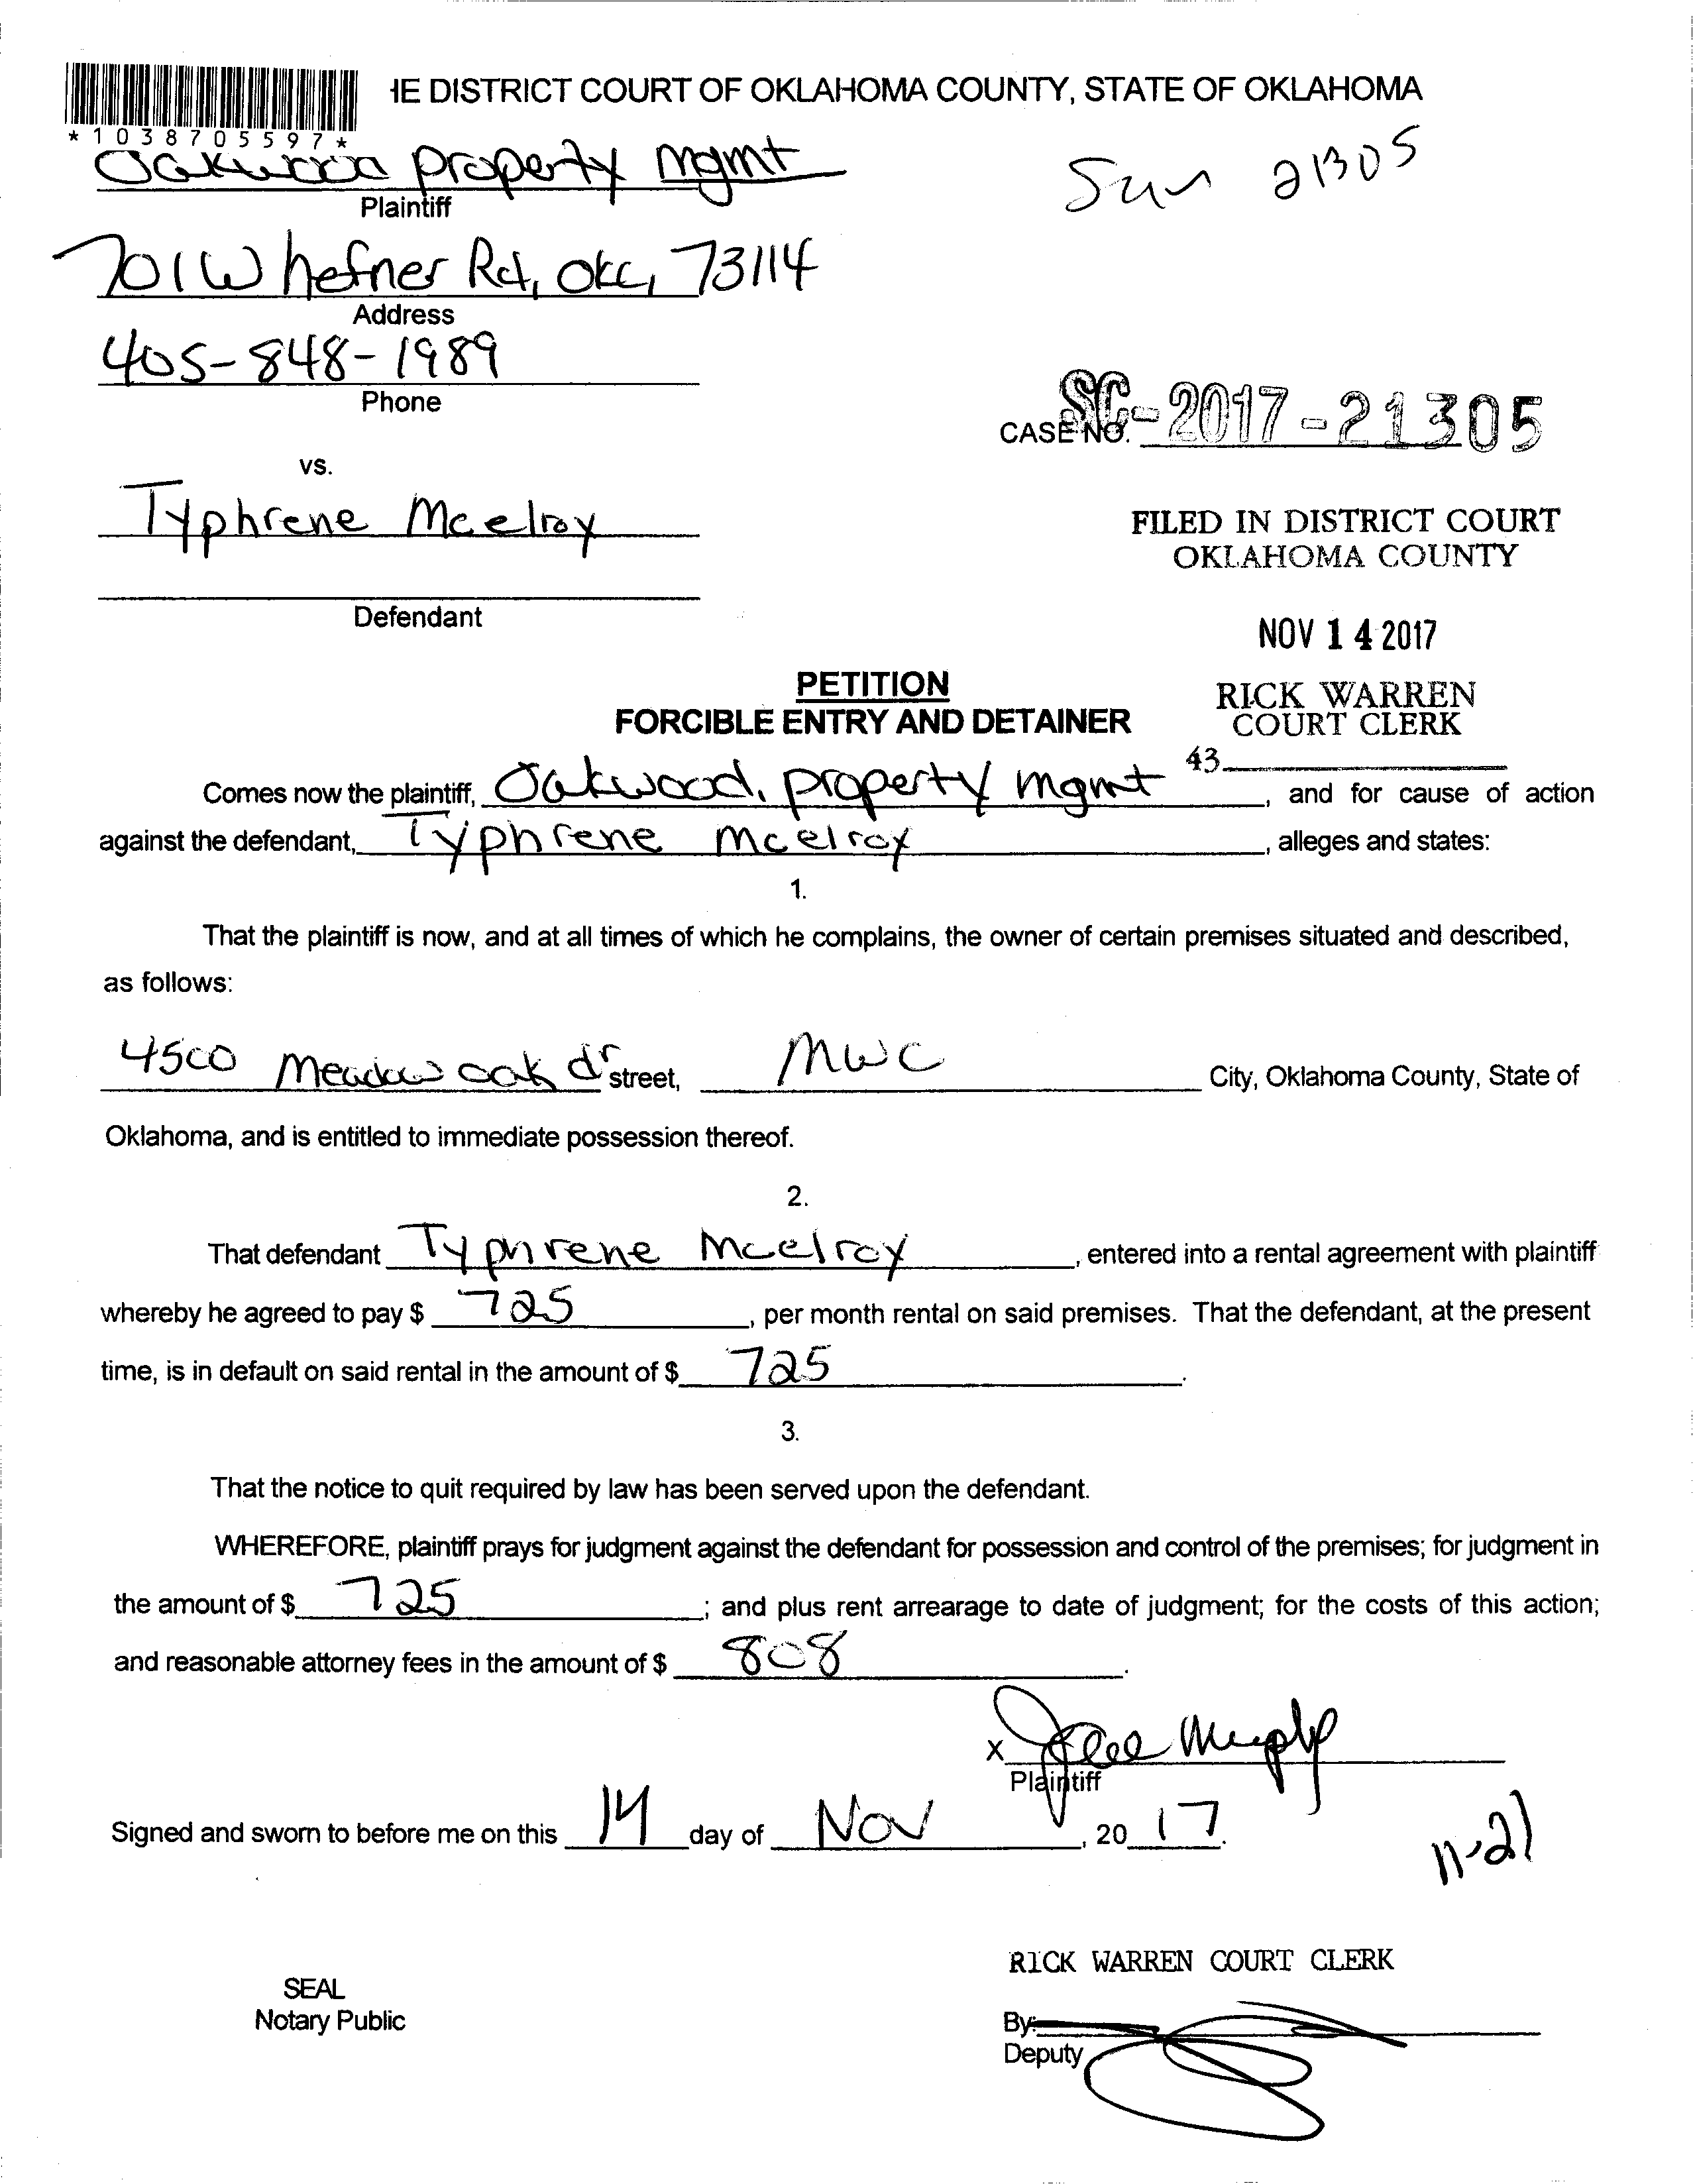 IE DISTRICT COURT OF OKLAHOMA COUNTY, STATE OF OKLAHOMA
*1038705597*
Oakwood property mgmt
Plaintiff
21305
701 W hefner Rd, OKC, 73114
Address
405-848-1989
Phone
CASE NO. SC-2017-21305
vs.
Typhrene Mcelroy
Defendant
FILED IN DISTRICT COURT
OKLAHOMA COUNTY
NOV 14 2017
RICK WARREN
COURT CLERK
43
PETITION
FORCIBLE ENTRY AND DETAINER
Comes now the plaintiff, Oakwood, property mgmt, and for cause of action
against the defendant, Typhrene mcelroy, alleges and states:
1.
That the plaintiff is now, and at all times of which he complains, the owner of certain premises situated and described,
as follows:
4500 Meadow oak dr street, MWC City, Oklahoma County, State of
Oklahoma, and is entitled to immediate possession thereof.
2.
That defendant Typhrene Mcelroy, entered into a rental agreement with plaintiff
whereby he agreed to pay $ 725, per month rental on said premises. That the defendant, at the present
time, is in default on said rental in the amount of $ 725.
3.
That the notice to quit required by law has been served upon the defendant.
WHEREFORE, plaintiff prays for judgment against the defendant for possession and control of the premises; for judgment in
the amount of $ 725; and plus rent arrearage to date of judgment; for the costs of this action;
and reasonable attorney fees in the amount of $ 808.
X
Plaintiff
Signed and sworn to before me on this 14 day of Nov, 2017.
11-21
RICK WARREN COURT CLERK
SEAL
Notary Public
By:
Deputy